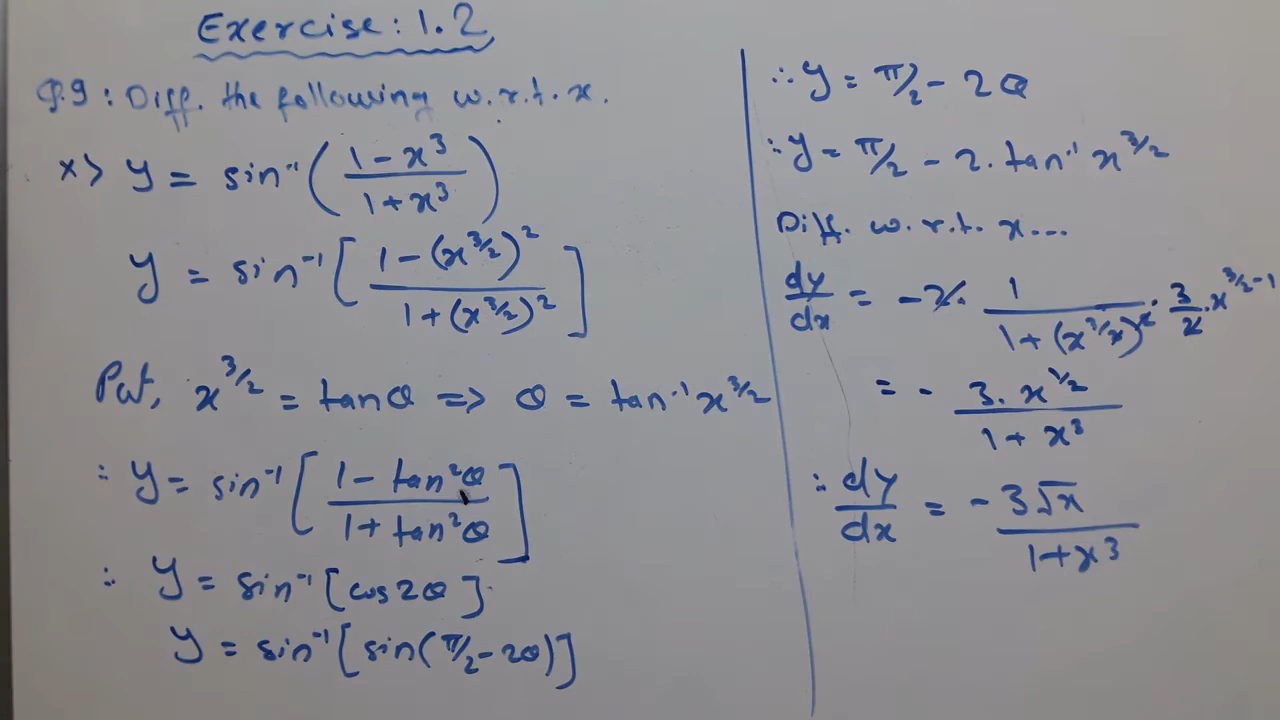 Exercise: 1.2
Q.9: Diff. the following w.r.t. x.
x> y = sin⁻¹ ( (1 - x³) / (1 + x³) )
y = sin⁻¹ [ (1 - (x^3/2)²) / (1 + (x^3/2)²) ]
Put, x^3/2 = tanθ => θ = tan⁻¹ x^3/2
∴ y = sin⁻¹ [ (1 - tan²θ) / (1 + tan²θ) ]
∴ y = sin⁻¹ [cos2θ]
y = sin⁻¹ [sin(π/2 - 2θ)]
∴ y = π/2 - 2θ
∴ y = π/2 - 2. tan⁻¹ x^3/2
Diff. w.r.t. x...
dy/dx = -2. 1 / (1 + (x^3/2)²) . 3/2 . x^3/2-1
= - 3. x^1/2 / (1 + x³)
∴ dy/dx = -3√x / (1 + x³)